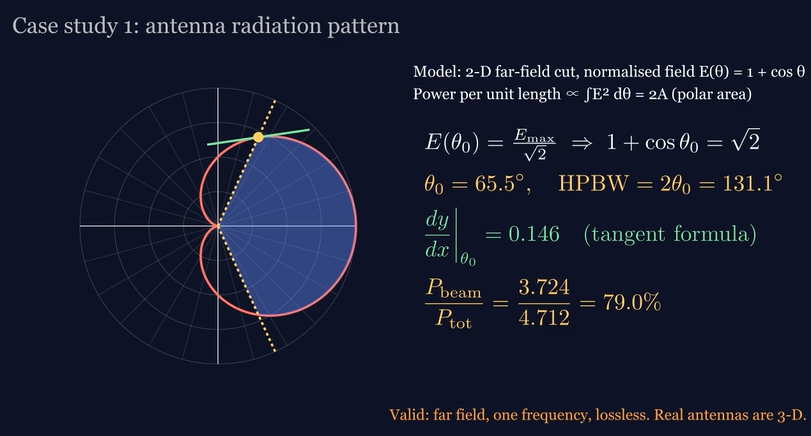 Case study 1: antenna radiation pattern
Model: 2-D far-field cut, normalised field E(θ) = 1 + cos θ
Power per unit length ∝ ∫E² dθ = 2A (polar area)
E(θ₀) = E_max/√2 ⇒ 1 + cos θ₀ = √2
θ₀ = 65.5°, HPBW = 2θ₀ = 131.1°
dy/dx|_θ₀ = 0.146 (tangent formula)
P_beam/P_tot = 3.724/4.712 = 79.0%
Valid: far field, one frequency, lossless. Real antennas are 3-D.